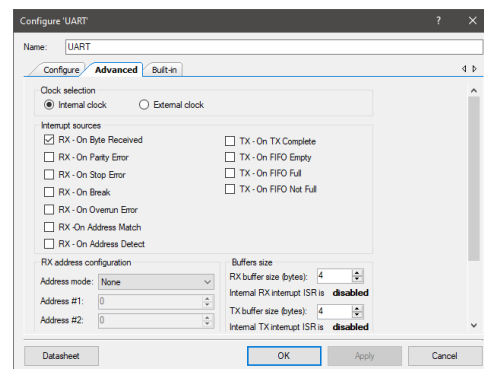 Configure 'UART'
Name: UART
Configure Advanced Built-in
Clock selection
Internal clock External clock
Interrupt sources
RX - On Byte Received
RX - On Parity Error
RX - On Stop Error
RX - On Break
RX - On Overrun Error
RX -On Address Match
RX - On Address Detect
TX - On TX Complete
TX - On FIFO Empty
TX - On FIFO Full
TX - On FIFO Not Full
RX address configuration
Address mode: None
Address #1: 0
Address #2: 0
Buffers size
RX buffer size (bytes): 4
Internal RX interrupt ISR is disabled
TX buffer size (bytes): 4
Internal TX interrupt ISR is disabled
Datasheet OK Apply Cancel